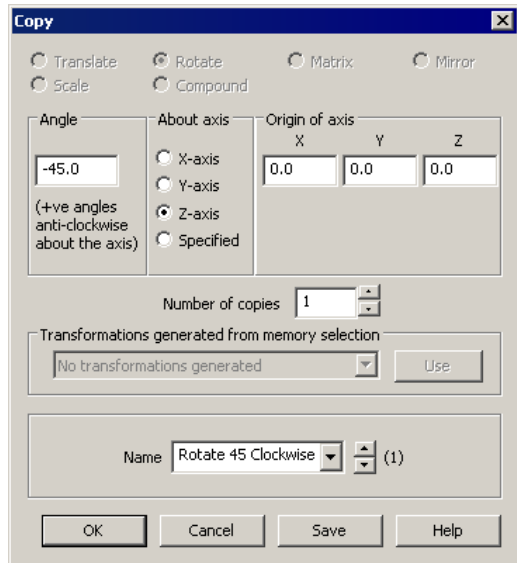 Copy
Translate Rotate Matrix Mirror
Scale Compound
Angle About axis Origin of axis
X Y Z
X-axis
-45.0 0.0 0.0 0.0
Y-axis
(+ve angles
anti-clockwise
about the axis)
Z-axis
Specified
Number of copies 1
Transformations generated from memory selection
No transformations generated Use
Name Rotate 45 Clockwise (1)
OK Cancel Save Help